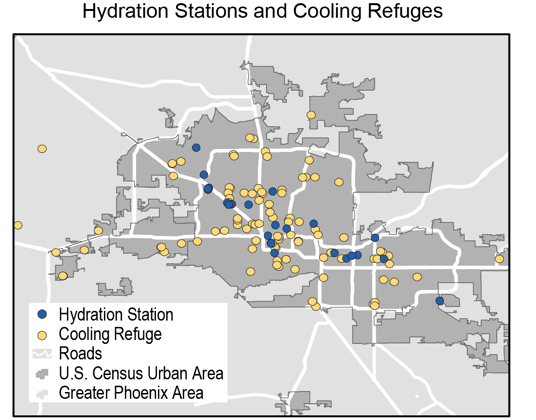 Hydration Stations and Cooling Refuges
Hydration Station
Cooling Refuge
Roads
U.S. Census Urban Area
Greater Phoenix Area